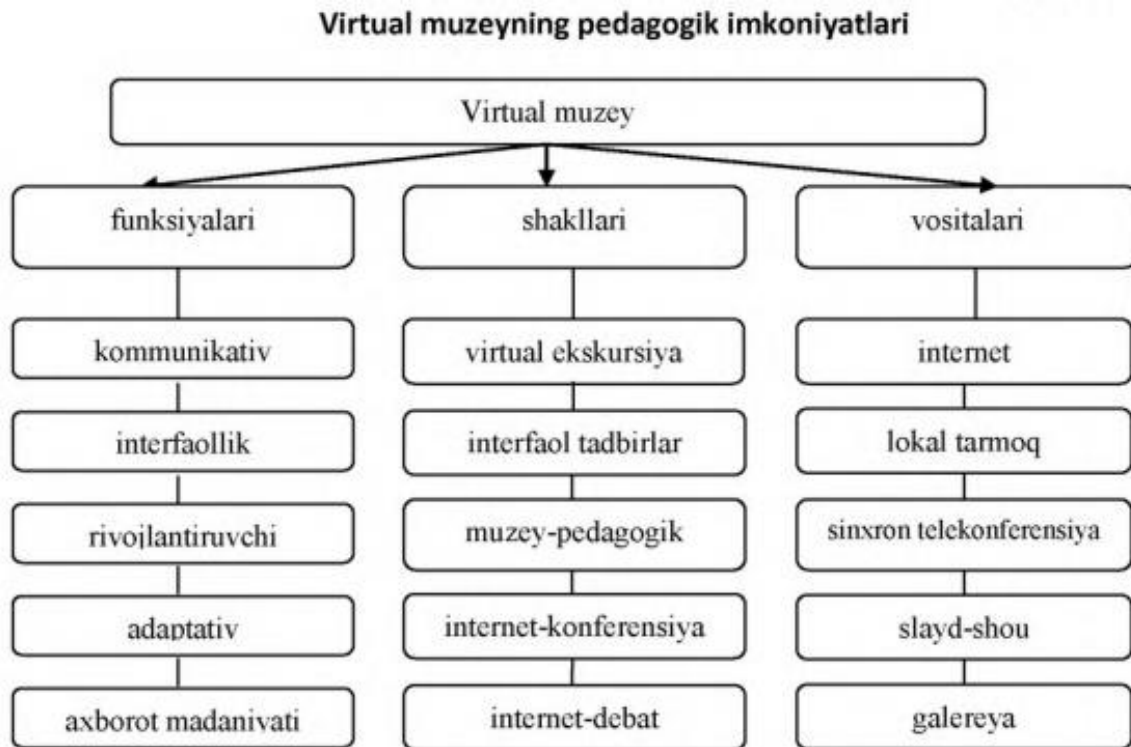 Virtual muzeyning pedagogik imkoniyatlari
Virtual muzey
funksiyalari
shakllari
vositalari
kommunikativ
virtual ekskursiya
internet
interfaollik
interfaol tadbirlar
lokal tarmoq
rivojlantiruvchi
muzey-pedagogik
sinxron telekonferensiya
adaptativ
internet-konferensiya
slayd-shou
axborot madaniyati
internet-debat
galereya